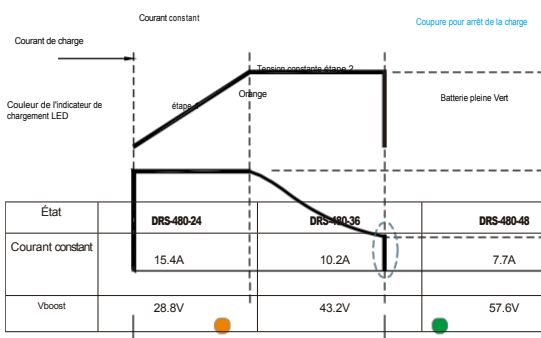 Courant constant
Coupure pour arrêt de la charge
Courant de charge
Tension constante étape 2
Orange
Couleur de l'indicateur de
chargement LED
étape 1
Batterie pleine Vert
État DRS-480-24 DRS-480-36 DRS-480-48
Courant constant 15.4A 10.2A 7.7A
Vboost 28.8V 43.2V 57.6V